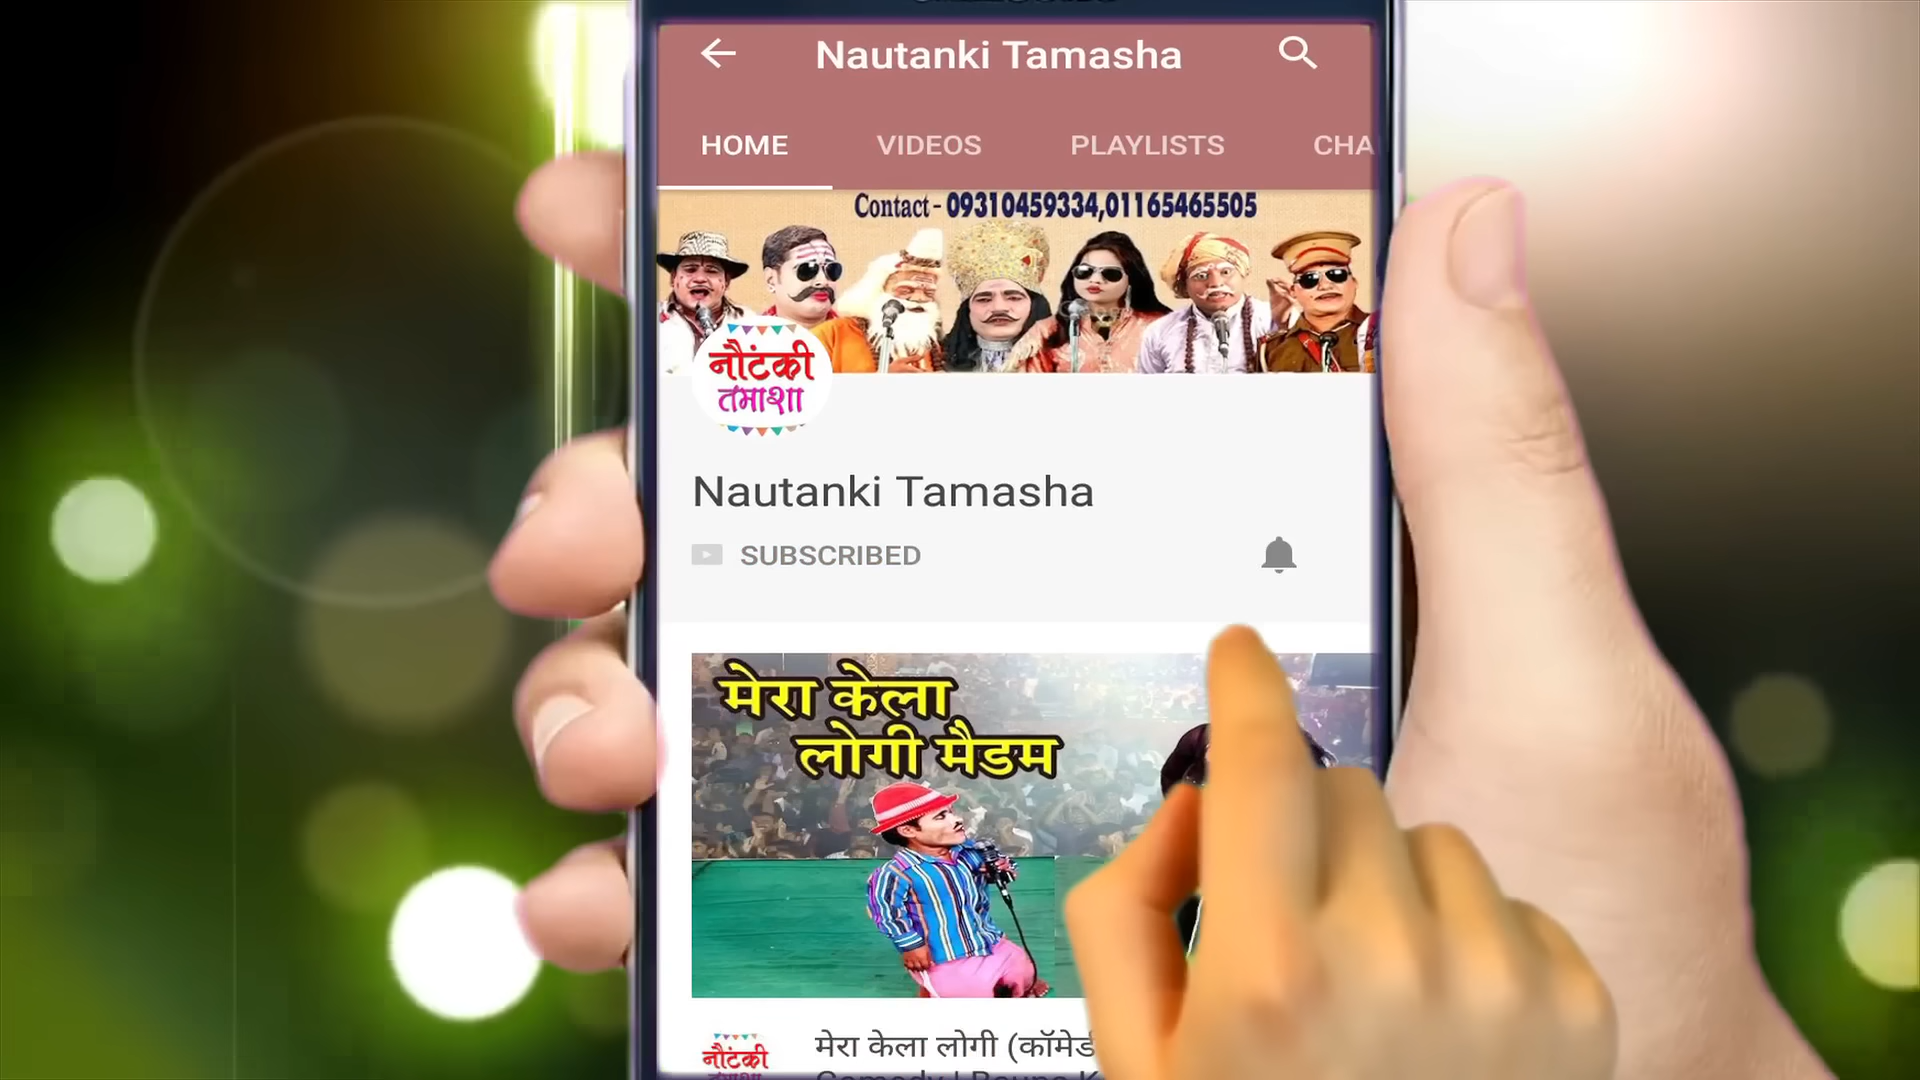 Nautanki Tamasha
HOME VIDEOS PLAYLISTS CHA
Contact - 09310459334,01165465505
नौटंकी
तमाशा
Nautanki Tamasha
SUBSCRIBED
मेरा केला
लोगी मैडम
नौटंकी
मेरा केला लोगी (कॉमेडी